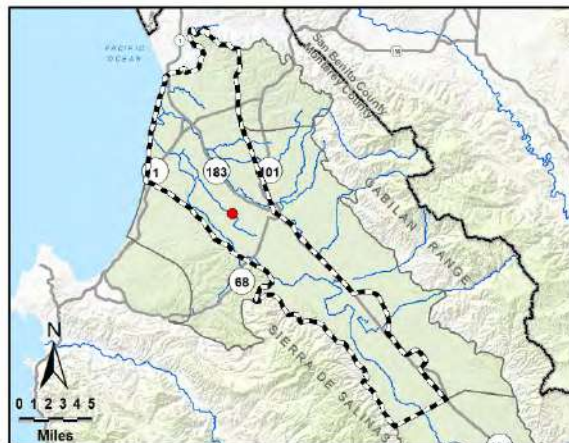 PACIFIC
OCEAN
1
San Benito County
Monterey County
1
183
101
GABILAN RANGE
68
SIERRA DE SALINAS
N
0 1 2 3 4 5
Miles